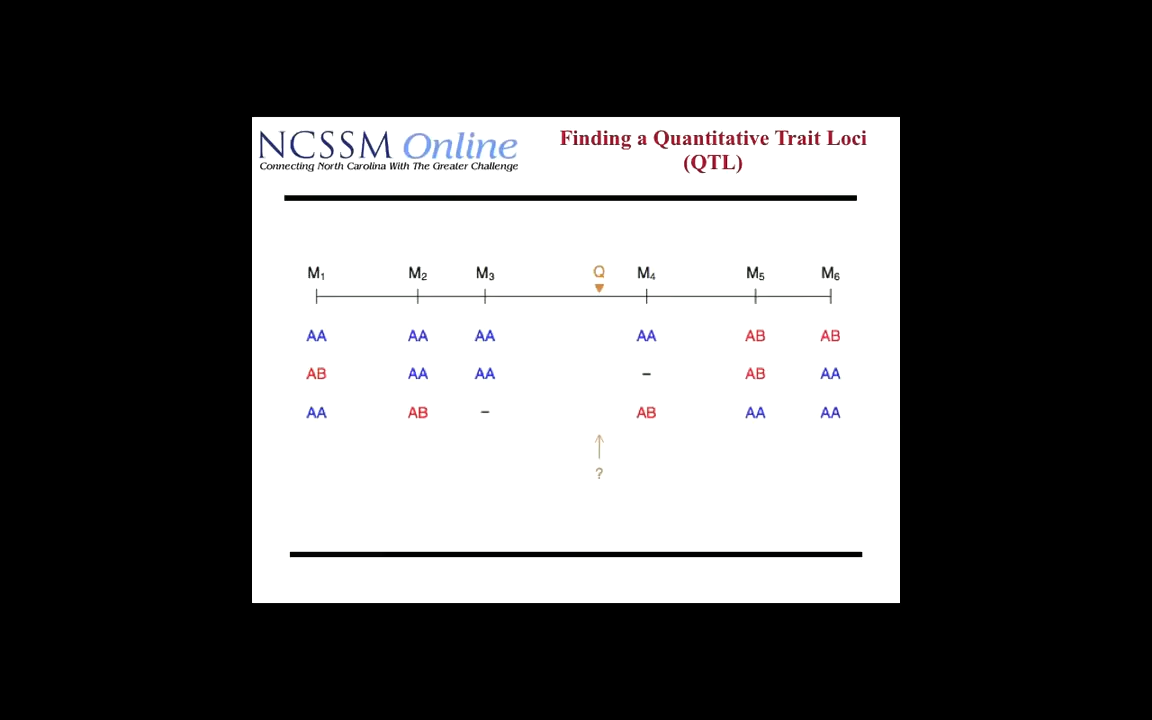 NCSSM Online
Connecting North Carolina With The Greater Challenge
Finding a Quantitative Trait Loci
(QTL)
M1 M2 M3 Q M4 M5 M6
AA AA AA AA AB AB
AB AA AA – AB AA
AA AB – AB AA AA
?